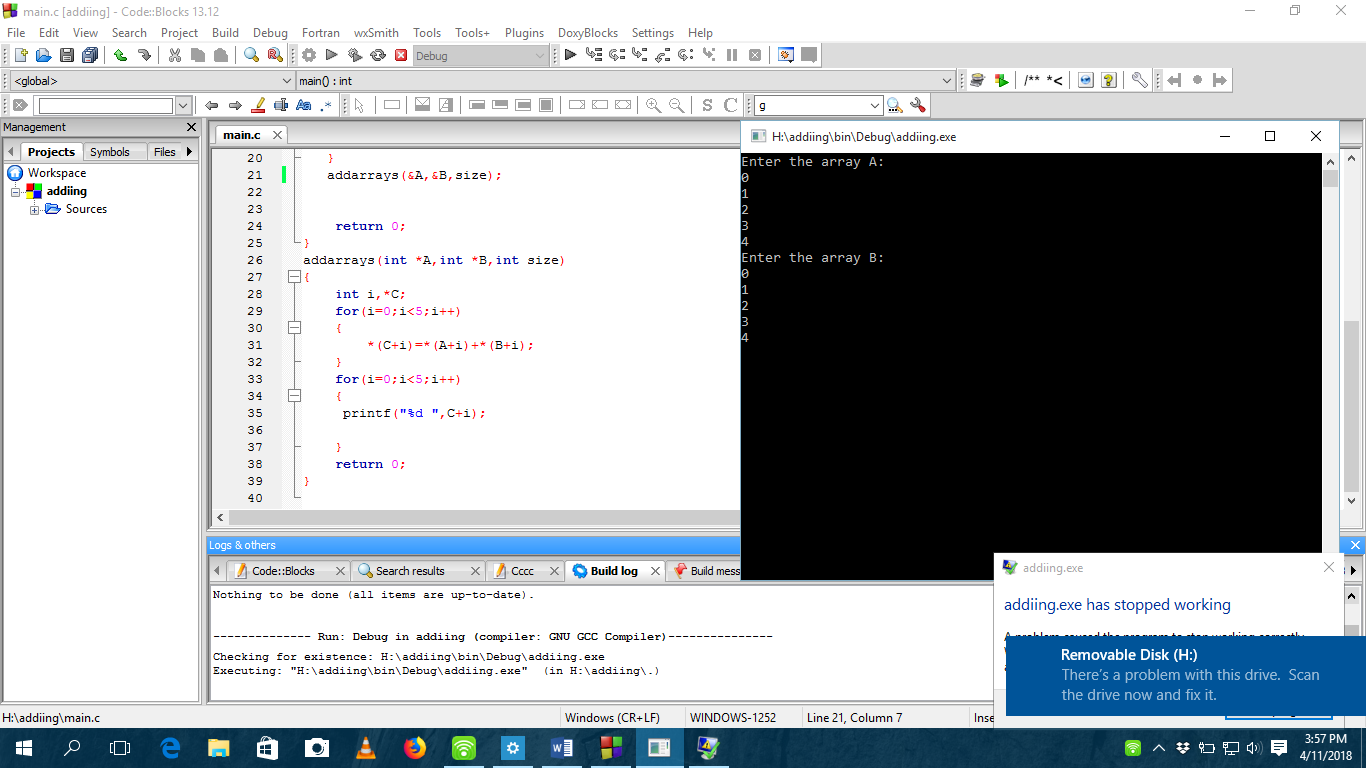 main.c [addiing] - Code::Blocks 13.12
File Edit View Search Project Build Debug Fortran wxSmith Tools Tools+ Plugins DoxyBlocks Settings Help
Debug
<global> main() : int /** *<
Aa .* S C g
Management
Projects Symbols Files
Workspace
addiing
Sources
main.c
20 }
21 addarrays(&A,&B,size);
22
23
24 return 0;
25 }
26 addarrays(int *A,int *B,int size)
27 {
28 int i,*C;
29 for(i=0;i<5;i++)
30 {
31 *(C+i)=*(A+i)+*(B+i);
32 }
33 for(i=0;i<5;i++)
34 {
35 printf("%d ",C+i);
36
37 }
38 return 0;
39 }
40
H:\addiing\bin\Debug\addiing.exe
Enter the array A:
0
1
2
3
4
Enter the array B:
0
1
2
3
4
Logs & others
Code::Blocks Search results Cccc Build log Build mess
Nothing to be done (all items are up-to-date).
-------------- Run: Debug in addiing (compiler: GNU GCC Compiler)---------------
Checking for existence: H:\addiing\bin\Debug\addiing.exe
Executing: "H:\addiing\bin\Debug\addiing.exe" (in H:\addiing\.)
addiing.exe
addiing.exe has stopped working
A problem caused the program to stop working correctly.
Removable Disk (H:)
There's a problem with this drive. Scan
the drive now and fix it.
H:\addiing\main.c Windows (CR+LF) WINDOWS-1252 Line 21, Column 7 Inse
3:57 PM
4/11/2018